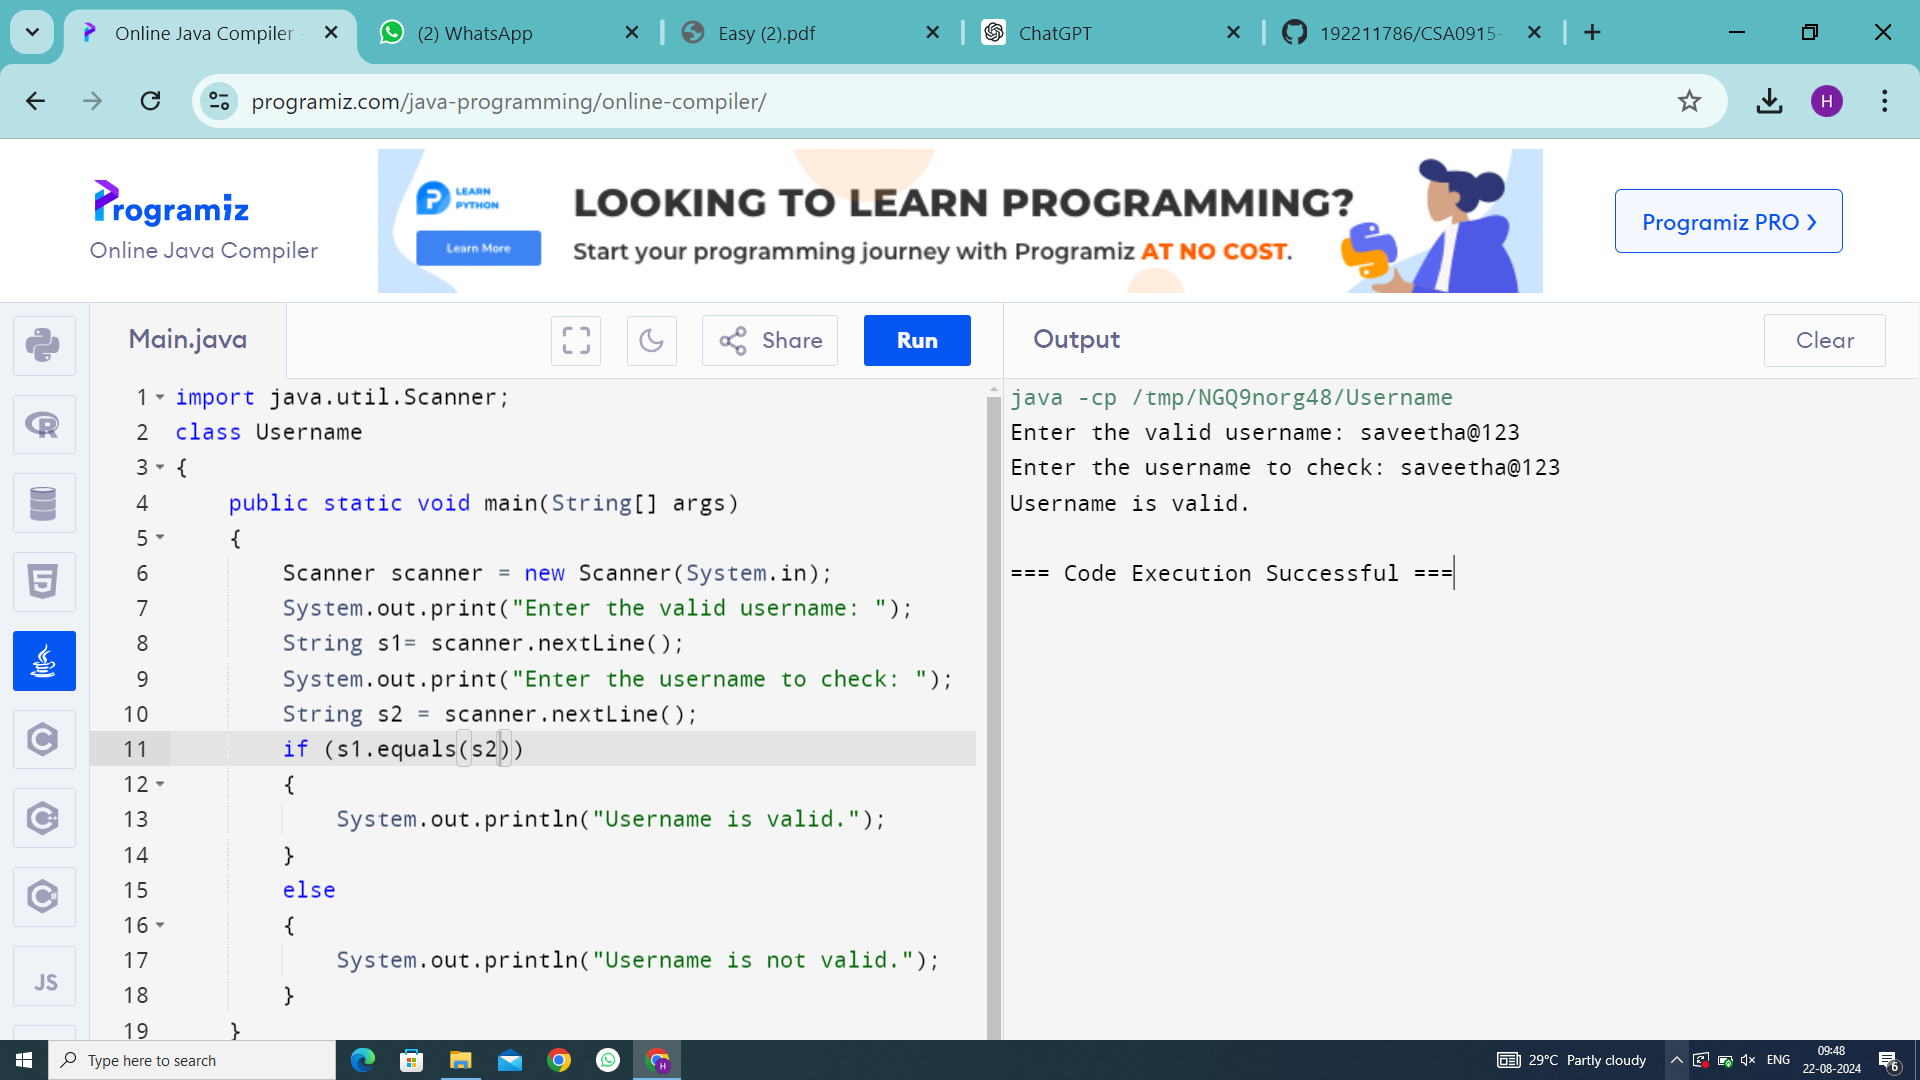 Online Java Compiler -
(2) WhatsApp
Easy (2).pdf
ChatGPT
192211786/CSA0915-
programiz.com/java-programming/online-compiler/
H
Programiz
Online Java Compiler
LEARN
PYTHON
Learn More
LOOKING TO LEARN PROGRAMMING?
Start your programming journey with Programiz AT NO COST.
Programiz PRO ›
Main.java
Share
Run
Output
Clear
1 import java.util.Scanner;
2 class Username
3 {
4 public static void main(String[] args)
5 {
6 Scanner scanner = new Scanner(System.in);
7 System.out.print("Enter the valid username: ");
8 String s1= scanner.nextLine();
9 System.out.print("Enter the username to check: ");
10 String s2 = scanner.nextLine();
11 if (s1.equals(s2))
12 {
13 System.out.println("Username is valid.");
14 }
15 else
16 {
17 System.out.println("Username is not valid.");
18 }
19 }
java -cp /tmp/NGQ9norg48/Username
Enter the valid username: saveetha@123
Enter the username to check: saveetha@123
Username is valid.
=== Code Execution Successful ===
JS
Type here to search
29°C Partly cloudy
ENG
09:48
22-08-2024
6